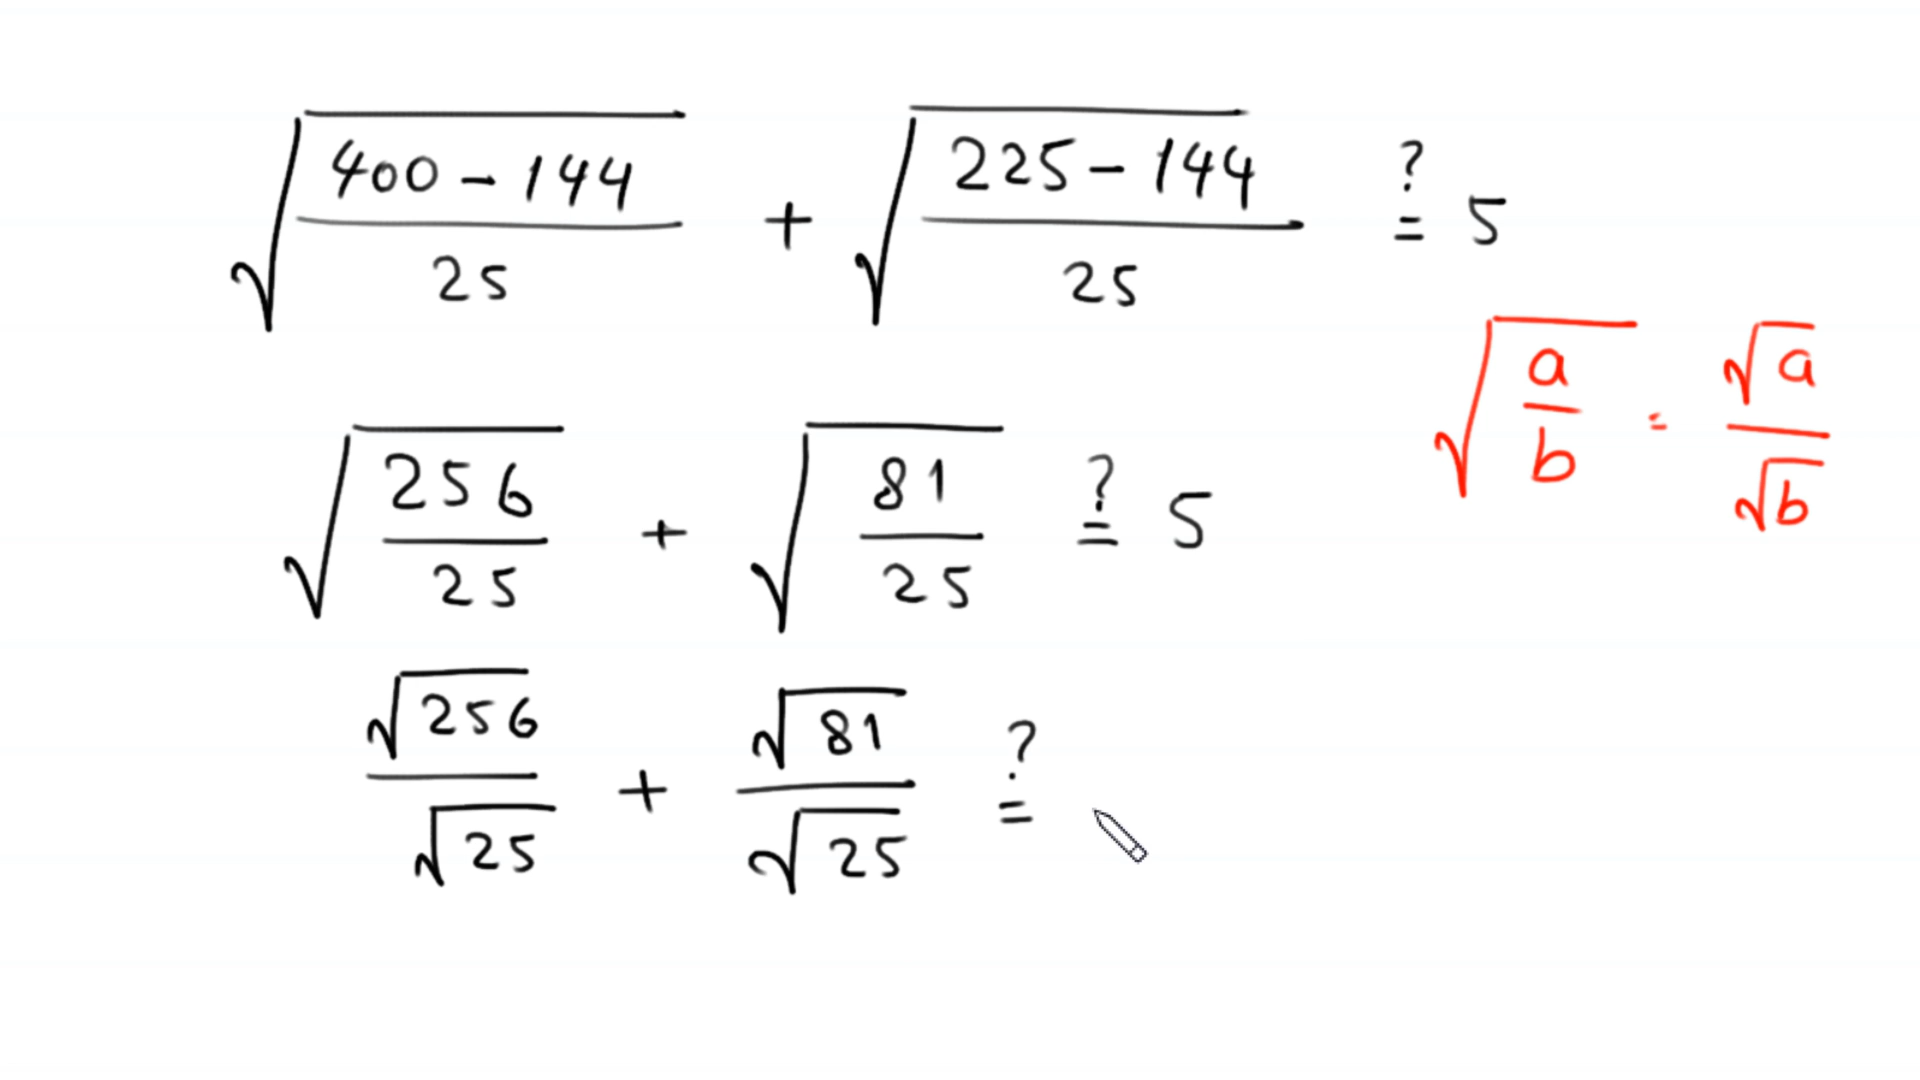 √((400 - 144)/25) + √((225 - 144)/25) ?= 5
√(a/b) = √a/√b
√(256/25) + √(81/25) ?= 5
√256/√25 + √81/√25 ?=